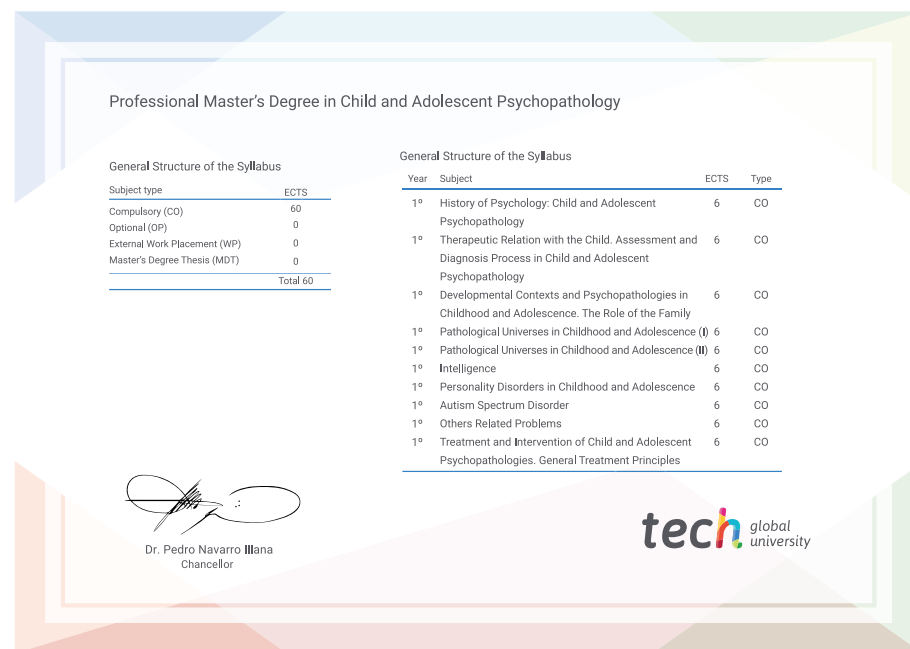 Professional Master's Degree in Child and Adolescent Psychopathology
General Structure of the Syllabus
Subject type ECTS
Compulsory (CO) 60
Optional (OP) 0
External Work Placement (WP) 0
Master's Degree Thesis (MDT) 0
Total 60
General Structure of the Syllabus
Year Subject ECTS Type
1º History of Psychology: Child and Adolescent 6 CO
Psychopathology
1º Therapeutic Relation with the Child. Assessment and 6 CO
Diagnosis Process in Child and Adolescent
Psychopathology
1º Developmental Contexts and Psychopathologies in 6 CO
Childhood and Adolescence. The Role of the Family
1º Pathological Universes in Childhood and Adolescence (I) 6 CO
1º Pathological Universes in Childhood and Adolescence (II) 6 CO
1º Intelligence 6 CO
1º Personality Disorders in Childhood and Adolescence 6 CO
1º Autism Spectrum Disorder 6 CO
1º Others Related Problems 6 CO
1º Treatment and Intervention of Child and Adolescent 6 CO
Psychopathologies. General Treatment Principles
Dr. Pedro Navarro Illana
Chancellor
tech global
university